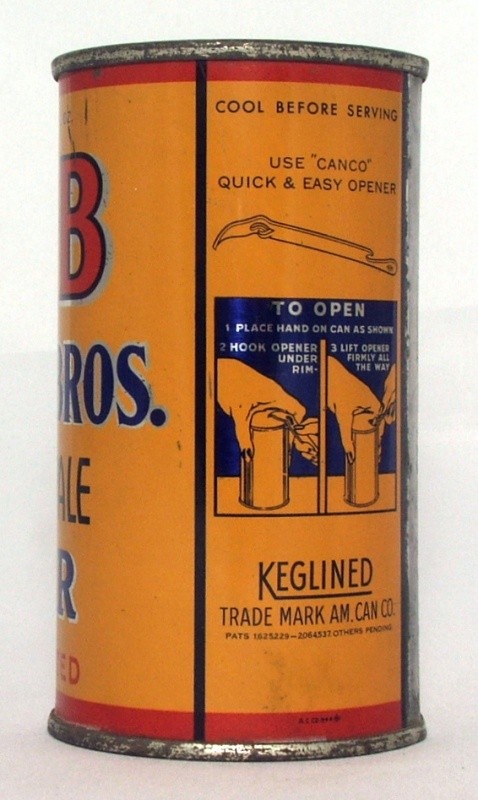 OZ.
B
BROS.
ALE
R
ED
COOL BEFORE SERVING
USE "CANCO"
QUICK & EASY OPENER
TO OPEN
1 PLACE HAND ON CAN AS SHOWN
2 HOOK OPENER
UNDER
RIM-
3 LIFT OPENER
FIRMLY ALL
THE WAY
KEGLINED
TRADE MARK AM. CAN CO.
PATS 1625229-2064537. OTHERS PENDING